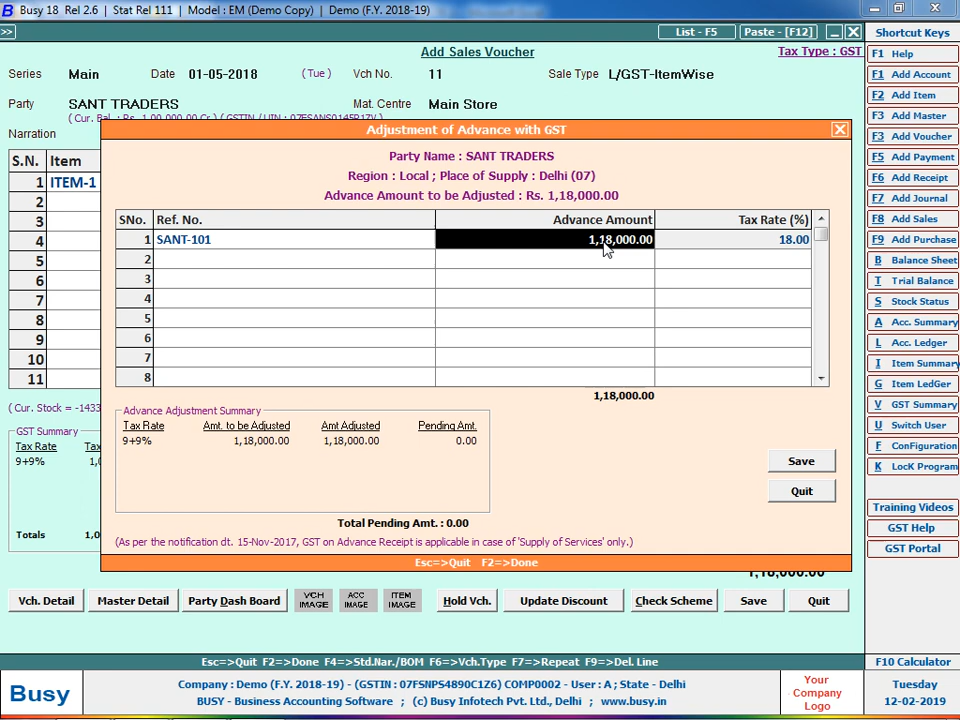 Busy 18 Rel 2.6 | Stat Rel 111 | Model : EM (Demo Copy) | Demo (F.Y. 2018-19)
>> List - F5 Paste - [F12]
Add Sales Voucher Tax Type : GST
Series Main Date 01-05-2018 ( Tue ) Vch No. 11 Sale Type L/GST-ItemWise
Party SANT TRADERS Mat. Centre Main Store
Narration
S.N. Item
1 ITEM-1
2
3
4
5
6
7
8
9
10
11
GST Summary
Tax Rate
9+9%
Totals
Adjustment of Advance with GST
Party Name : SANT TRADERS
Region : Local ; Place of Supply : Delhi (07)
Advance Amount to be Adjusted : Rs. 1,18,000.00
SNo. Ref. No. Advance Amount Tax Rate (%)
1 SANT-101 1,18,000.00 18.00
2
3
4
5
6
7
8
1,18,000.00
Advance Adjustment Summary
Tax Rate Amt. to be Adjusted Amt Adjusted Pending Amt.
9+9% 1,18,000.00 1,18,000.00 0.00
Save
Quit
Total Pending Amt. : 0.00
(As per the notification dt. 15-Nov-2017, GST on Advance Receipt is applicable in case of 'Supply of Services' only.)
Esc=>Quit F2=>Done
Vch. Detail Master Detail Party Dash Board VCH IMAGE ACC IMAGE ITEM IMAGE Hold Vch. Update Discount Check Scheme Save Quit
Esc=>Quit F2=>Done F4=>Std.Nar./BOM F6=>Vch.Type F7=>Repeat F9=>Del. Line
Shortcut Keys
F1 Help
F1 Add Account
F2 Add Item
F3 Add Master
F3 Add Voucher
F5 Add Payment
F6 Add Receipt
F7 Add Journal
F8 Add Sales
F9 Add Purchase
B Balance Sheet
T Trial Balance
S Stock Status
A Acc. Summary
L Acc. Ledger
I Item Summary
G Item LedGer
V GST Summary
U Switch User
F ConFiguration
K LocK Program
Training Videos
GST Help
GST Portal
F10 Calculator
Busy
Company : Demo (F.Y. 2018-19) - (GSTIN : 07FSNPS4890C1Z6) COMP0002 - User : A ; State - Delhi
BUSY - Business Accounting Software ; (c) Busy Infotech Pvt. Ltd., Delhi ; www.busy.in
Your
Company
Logo
Tuesday
12-02-2019